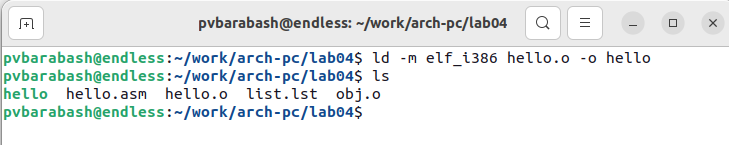 pvbarabash@endless: ~/work/arch-pc/lab04
pvbarabash@endless:~/work/arch-pc/lab04$ ld -m elf_i386 hello.o -o hello
pvbarabash@endless:~/work/arch-pc/lab04$ ls
hello  hello.asm  hello.o  list.lst  obj.o
pvbarabash@endless:~/work/arch-pc/lab04$